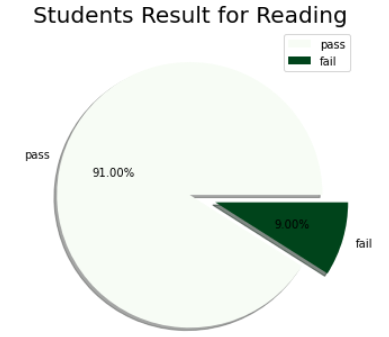 Students Result for Reading
pass
fail
pass
91.00%
9.00%
fail